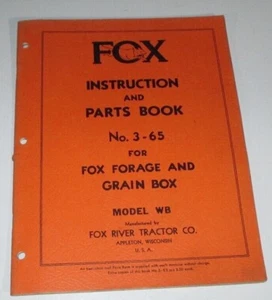 FOX
INSTRUCTION
AND
PARTS BOOK
No. 3-65
FOR
FOX FORAGE AND
GRAIN BOX
MODEL WB
Manufactured by
FOX RIVER TRACTOR CO.
APPLETON, WISCONSIN
U. S. A.